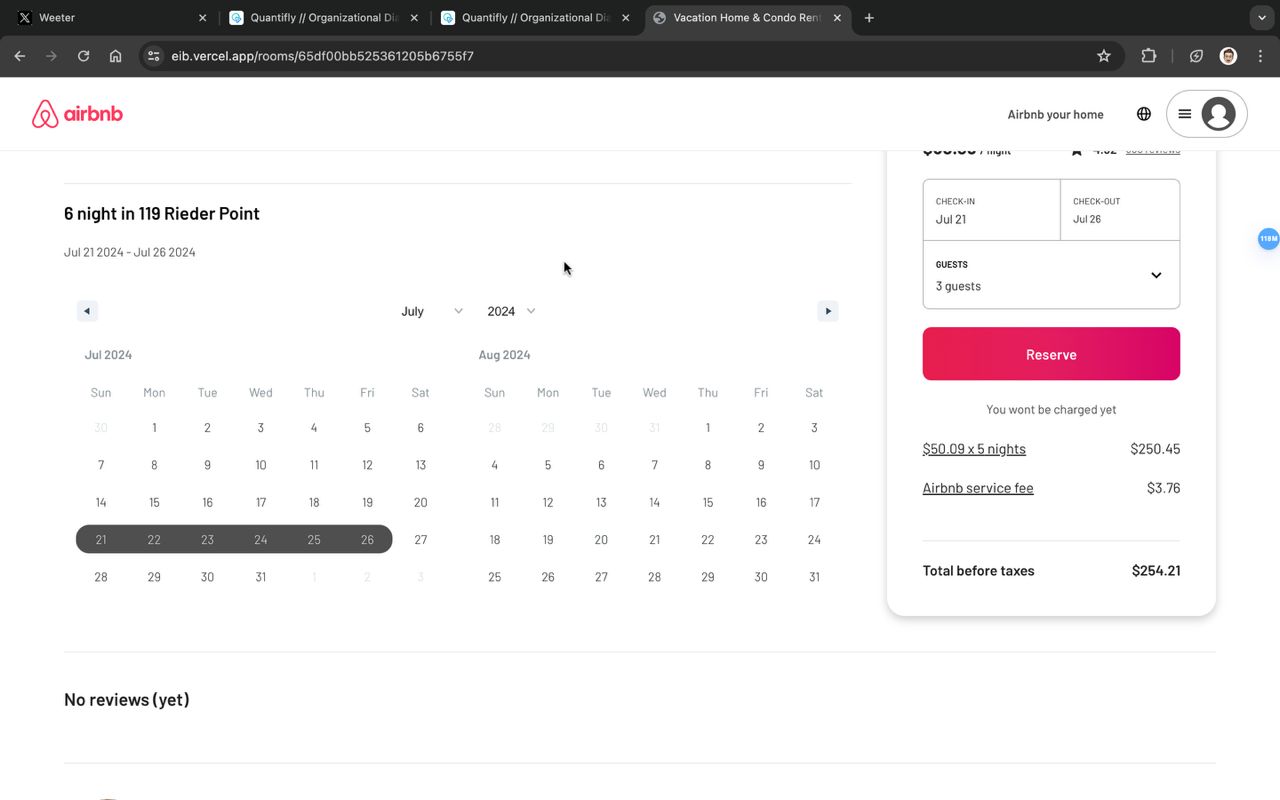 Weeter
Quantifly // Organizational Di
Quantifly // Organizational Di
Vacation Home & Condo Rent
eib.vercel.app/rooms/65df00bb525361205b6755f7
airbnb
Airbnb your home
/ night
6 night in 119 Rieder Point
Jul 21 2024 - Jul 26 2024
July
2024
Jul 2024
Sun Mon Tue Wed Thu Fri Sat
30 1 2 3 4 5 6
7 8 9 10 11 12 13
14 15 16 17 18 19 20
21 22 23 24 25 26 27
28 29 30 31 1 2 3
Aug 2024
Sun Mon Tue Wed Thu Fri Sat
28 29 30 31 1 2 3
4 5 6 7 8 9 10
11 12 13 14 15 16 17
18 19 20 21 22 23 24
25 26 27 28 29 30 31
CHECK-IN
Jul 21
CHECK-OUT
Jul 26
GUESTS
3 guests
Reserve
You wont be charged yet
$50.09 x 5 nights
$250.45
Airbnb service fee
$3.76
Total before taxes
$254.21
118M
No reviews (yet)